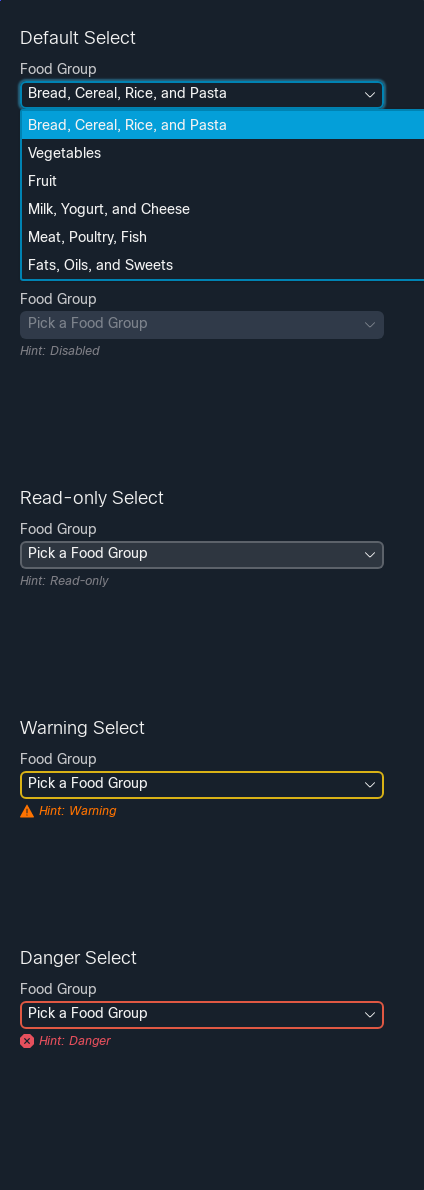 Default Select
Food Group
Bread, Cereal, Rice, and Pasta
Bread, Cereal, Rice, and Pasta
Vegetables
Fruit
Milk, Yogurt, and Cheese
Meat, Poultry, Fish
Fats, Oils, and Sweets
Food Group
Pick a Food Group
Hint: Disabled
Read-only Select
Food Group
Pick a Food Group
Hint: Read-only
Warning Select
Food Group
Pick a Food Group
Hint: Warning
Danger Select
Food Group
Pick a Food Group
Hint: Danger